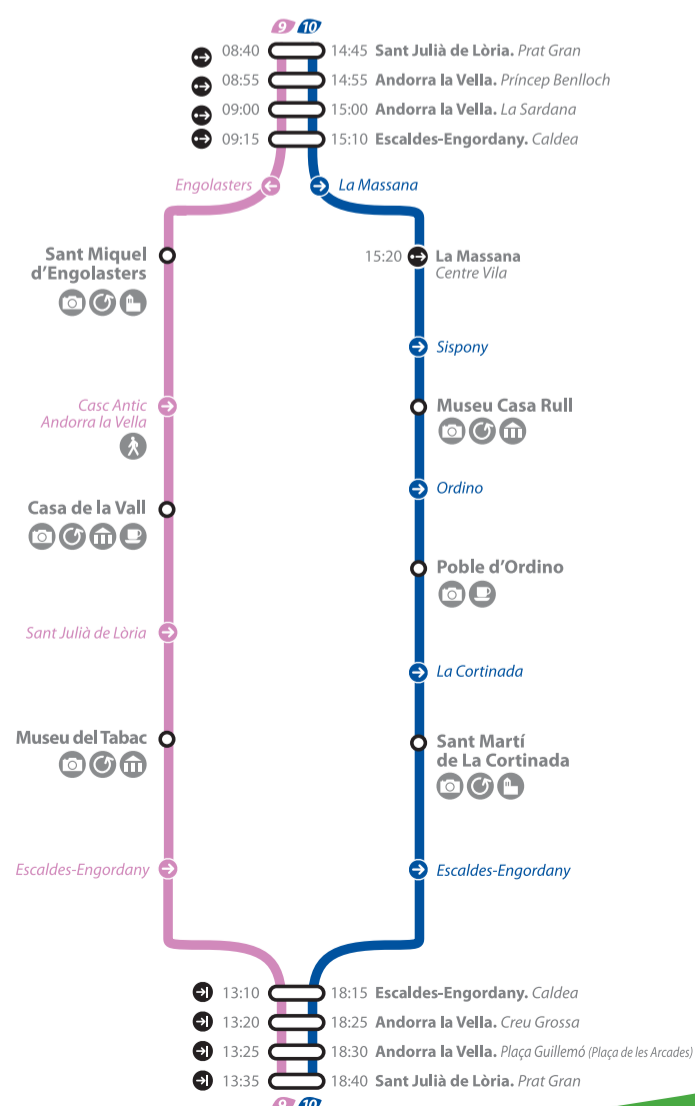 9 10
08:40 14:45 Sant Julià de Lòria. Prat Gran
08:55 14:55 Andorra la Vella. Príncep Benlloch
09:00 15:00 Andorra la Vella. La Sardana
09:15 15:10 Escaldes-Engordany. Caldea
Engolasters
La Massana
Sant Miquel
d'Engolasters
15:20 La Massana
Centre Vila
Sispony
Casc Antic
Andorra la Vella
Museu Casa Rull
Ordino
Casa de la Vall
Poble d'Ordino
Sant Julià de Lòria
La Cortinada
Museu del Tabac
Sant Martí
de La Cortinada
Escaldes-Engordany
Escaldes-Engordany
13:10 18:15 Escaldes-Engordany. Caldea
13:20 18:25 Andorra la Vella. Creu Grossa
13:25 18:30 Andorra la Vella. Plaça Guillemó (Plaça de les Arcades)
13:35 18:40 Sant Julià de Lòria. Prat Gran
9 10